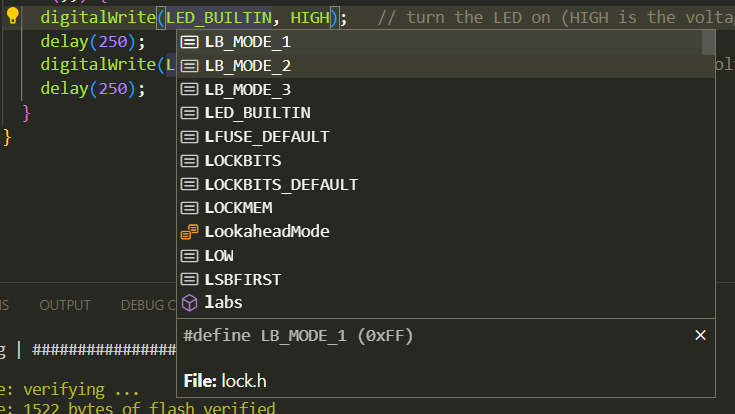 digitalWrite(LED_BUILTIN, HIGH);   // turn the LED on (HIGH is the
delay(250);
digitalWrite(L
delay(250);
}
}
LB_MODE_1
LB_MODE_2
LB_MODE_3
LED_BUILTIN
LFUSE_DEFAULT
LOCKBITS
LOCKBITS_DEFAULT
LOCKMEM
LookaheadMode
LOW
LSBFIRST
labs
#define LB_MODE_1 (0xFF)
File: lock.h
OUTPUT
DEBUG
g | ################
e: verifying ...
e: 1522 bytes of flash verified